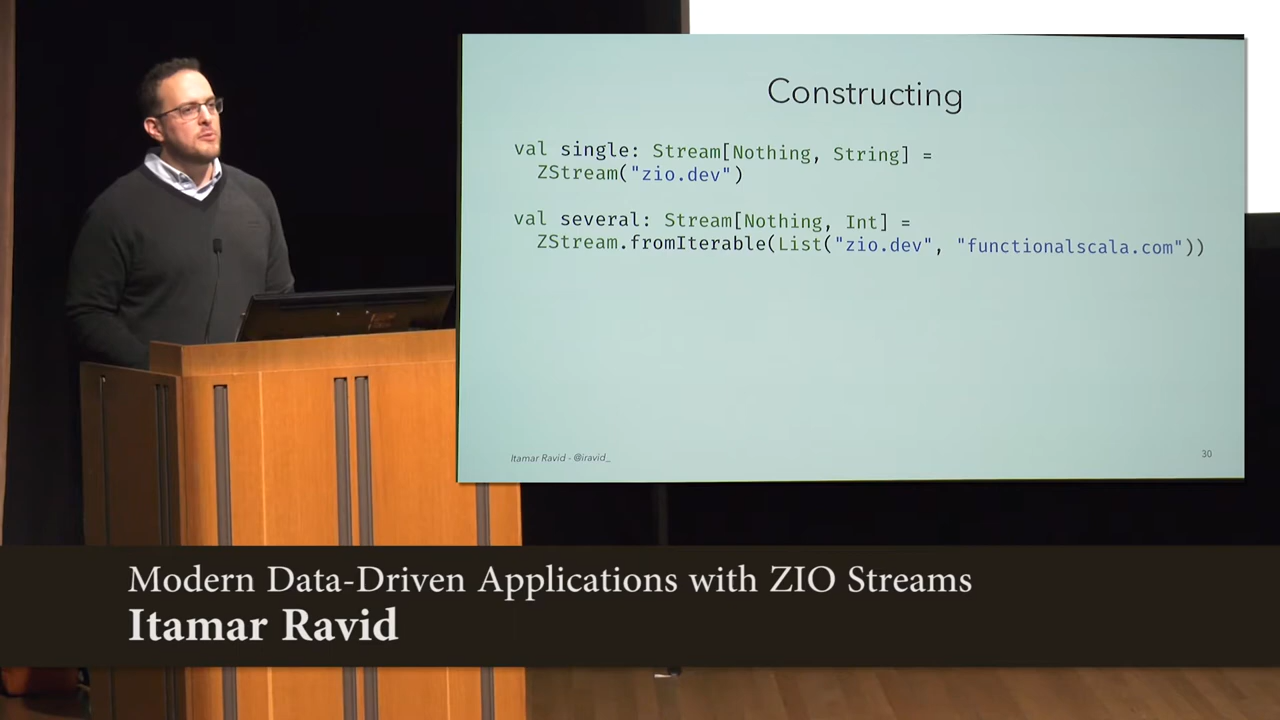 Constructing
val single: Stream[Nothing, String] =
ZStream("zio.dev")
val several: Stream[Nothing, Int] =
ZStream.fromIterable(List("zio.dev", "functionalscala.com"))
Itamar Ravid - @iravid_
30
Modern Data-Driven Applications with ZIO Streams
Itamar Ravid